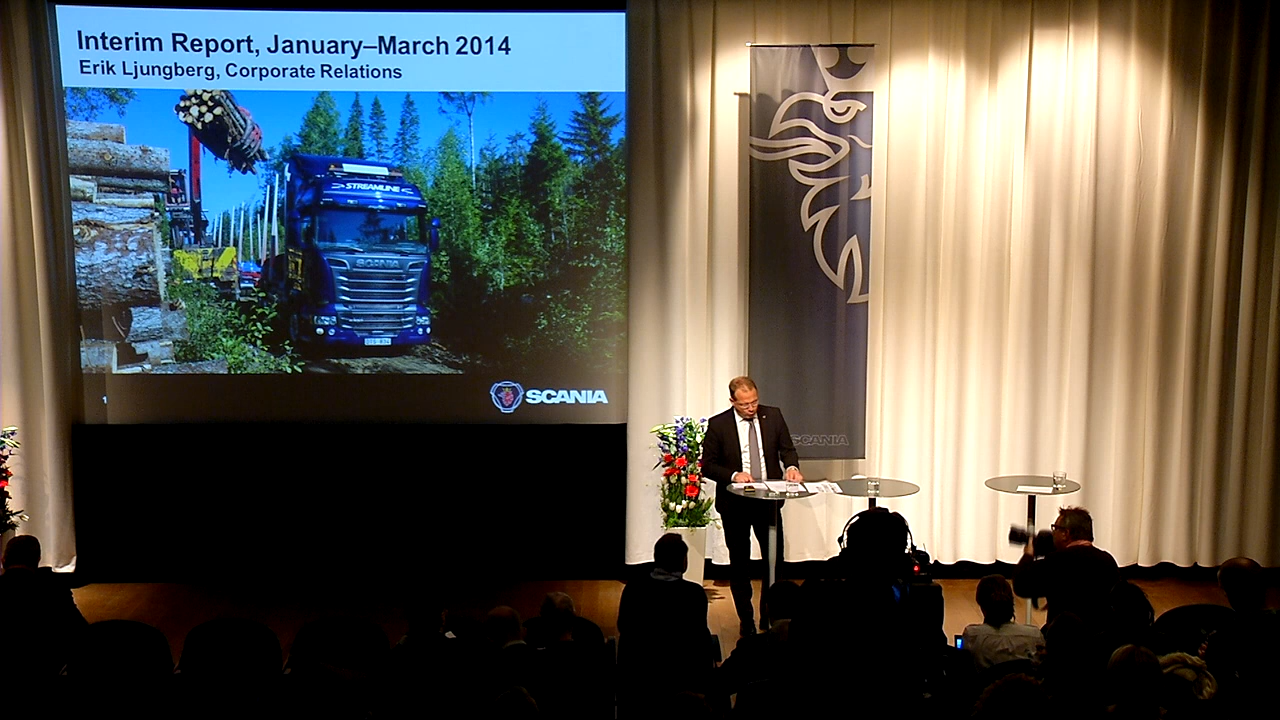 Interim Report, January–March 2014
Erik Ljungberg, Corporate Relations
STREAMLINE
SCANIA
SCANIA
SCANIA